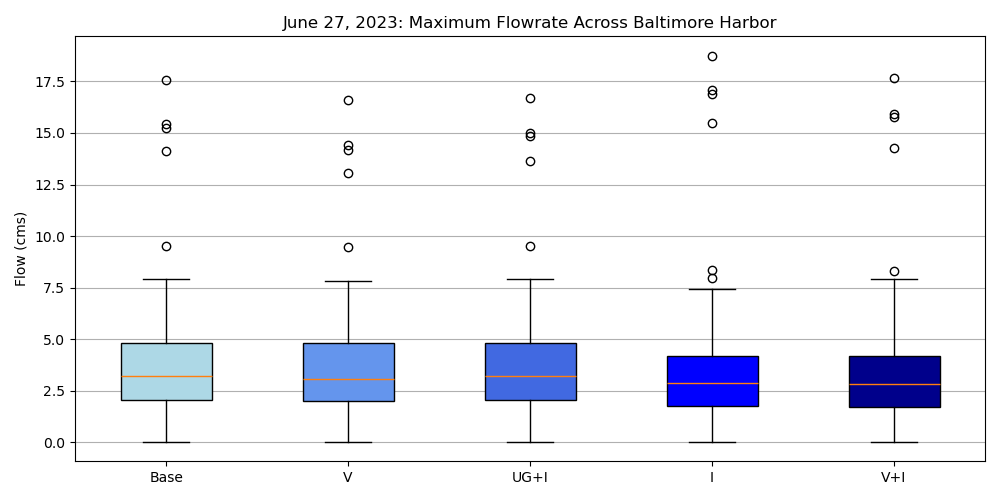 June 27, 2023: Maximum Flowrate Across Baltimore Harbor
Flow (cms)
17.5
15.0
12.5
10.0
7.5
5.0
2.5
0.0
Base V UG+I I V+I